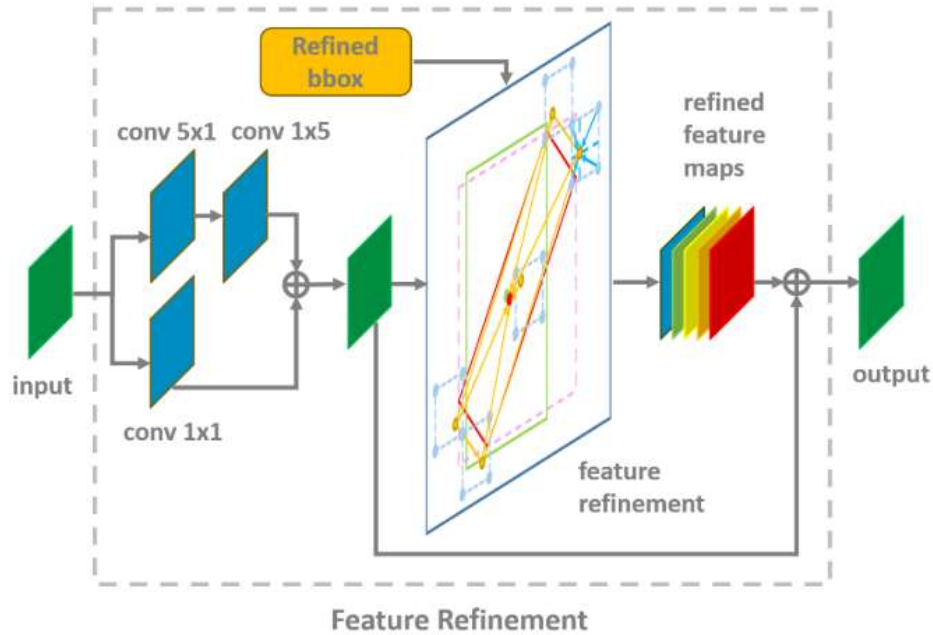 Refined
bbox
conv 5x1
conv 1x5
refined
feature
maps
input
conv 1x1
output
feature
refinement
Feature Refinement